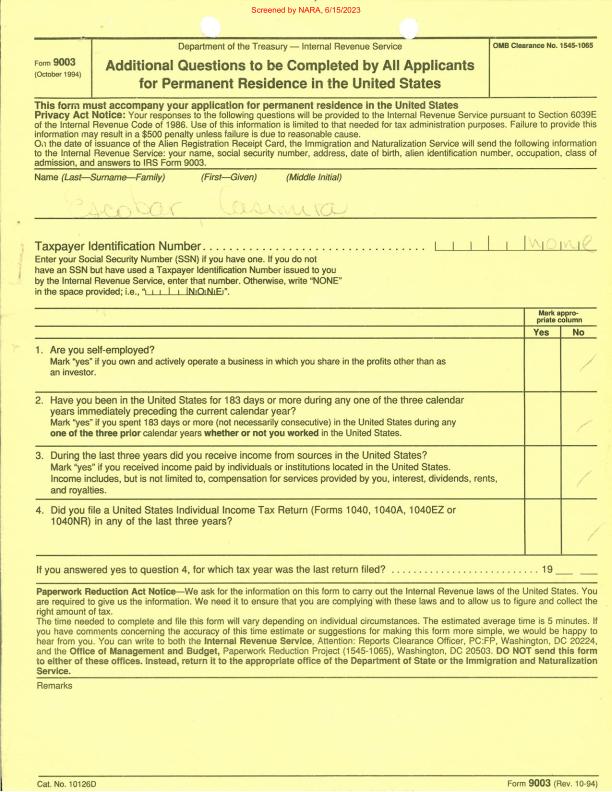 Screened by NARA, 6/15/2023
Form 9003
(October 1994)
Department of the Treasury — Internal Revenue Service
Additional Questions to be Completed by All Applicants
for Permanent Residence in the United States
OMB Clearance No. 1545-1065
This form must accompany your application for permanent residence in the United States
Privacy Act Notice: Your responses to the following questions will be provided to the Internal Revenue Service pursuant to Section 6039E
of the Internal Revenue Code of 1986. Use of this information is limited to that needed for tax administration purposes. Failure to provide this
information may result in a $500 penalty unless failure is due to reasonable cause.
On the date of issuance of the Alien Registration Receipt Card, the Immigration and Naturalization Service will send the following information
to the Internal Revenue Service: your name, social security number, address, date of birth, alien identification number, occupation, class of
admission, and answers to IRS Form 9003.
Name (Last—Surname—Family) (First—Given) (Middle Initial)
Escobar Casimira
Taxpayer Identification Number . . . . . . . . . . . . . . . . . . . . . . . . . . . . . . . none
Enter your Social Security Number (SSN) if you have one. If you do not
have an SSN but have used a Taxpayer Identification Number issued to you
by the Internal Revenue Service, enter that number. Otherwise, write “NONE”
in the space provided; i.e., “NONE”.
Mark appro-
priate column
Yes No
1. Are you self-employed?
Mark “yes” if you own and actively operate a business in which you share in the profits other than as
an investor.
2. Have you been in the United States for 183 days or more during any one of the three calendar
years immediately preceding the current calendar year?
Mark “yes” if you spent 183 days or more (not necessarily consecutive) in the United States during any
one of the three prior calendar years whether or not you worked in the United States.
3. During the last three years did you receive income from sources in the United States?
Mark “yes” if you received income paid by individuals or institutions located in the United States.
Income includes, but is not limited to, compensation for services provided by you, interest, dividends, rents,
and royalties.
4. Did you file a United States Individual Income Tax Return (Forms 1040, 1040A, 1040EZ or
1040NR) in any of the last three years?
If you answered yes to question 4, for which tax year was the last return filed? . . . . . . . . . . . . . . . . . . . . . . . . 19 __ __
Paperwork Reduction Act Notice—We ask for the information on this form to carry out the Internal Revenue laws of the United States. You
are required to give us the information. We need it to ensure that you are complying with these laws and to allow us to figure and collect the
right amount of tax.
The time needed to complete and file this form will vary depending on individual circumstances. The estimated average time is 5 minutes. If
you have comments concerning the accuracy of this time estimate or suggestions for making this form more simple, we would be happy to
hear from you. You can write to both the Internal Revenue Service, Attention: Reports Clearance Officer, PC:FP, Washington, DC 20224,
and the Office of Management and Budget, Paperwork Reduction Project (1545-1065), Washington, DC 20503. DO NOT send this form
to either of these offices. Instead, return it to the appropriate office of the Department of State or the Immigration and Naturalization
Service.
Remarks
Cat. No. 10126D
Form 9003 (Rev. 10-94)